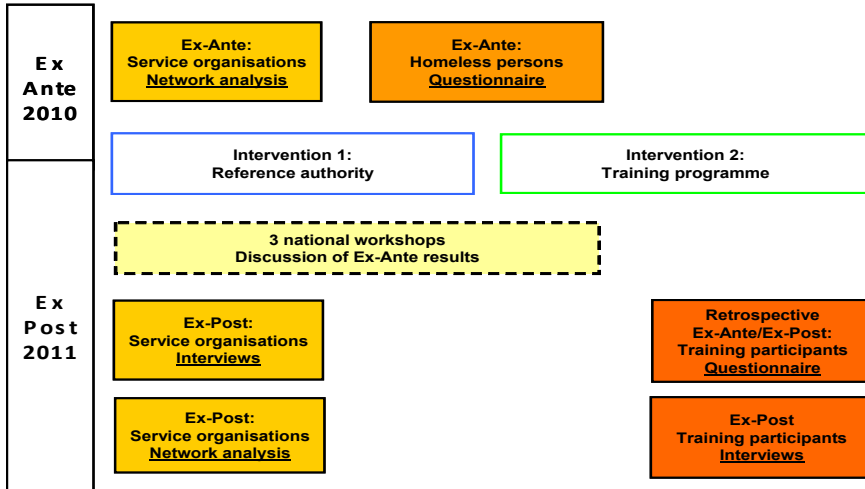 Ex
Ante
2010
Ex-Ante:
Service organisations
Network analysis
Ex-Ante:
Homeless persons
Questionnaire
Intervention 1:
Reference authority
Intervention 2:
Training programme
Ex
Post
2011
3 national workshops
Discussion of Ex-Ante results
Ex-Post:
Service organisations
Interviews
Retrospective
Ex-Ante/Ex-Post:
Training participants
Questionnaire
Ex-Post:
Service organisations
Network analysis
Ex-Post
Training participants
Interviews